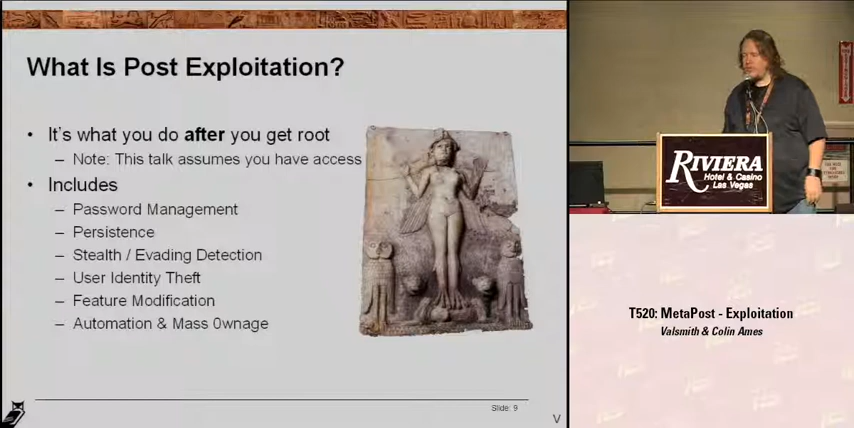 What Is Post Exploitation?
• It's what you do after you get root
– Note: This talk assumes you have access
• Includes
– Password Management
– Persistence
– Stealth / Evading Detection
– User Identity Theft
– Feature Modification
– Automation & Mass 0wnage
Slide: 9
V
RIVIERA
Hotel & Casino
Las Vegas
T520: MetaPost - Exploitation
Valsmith & Colin Ames